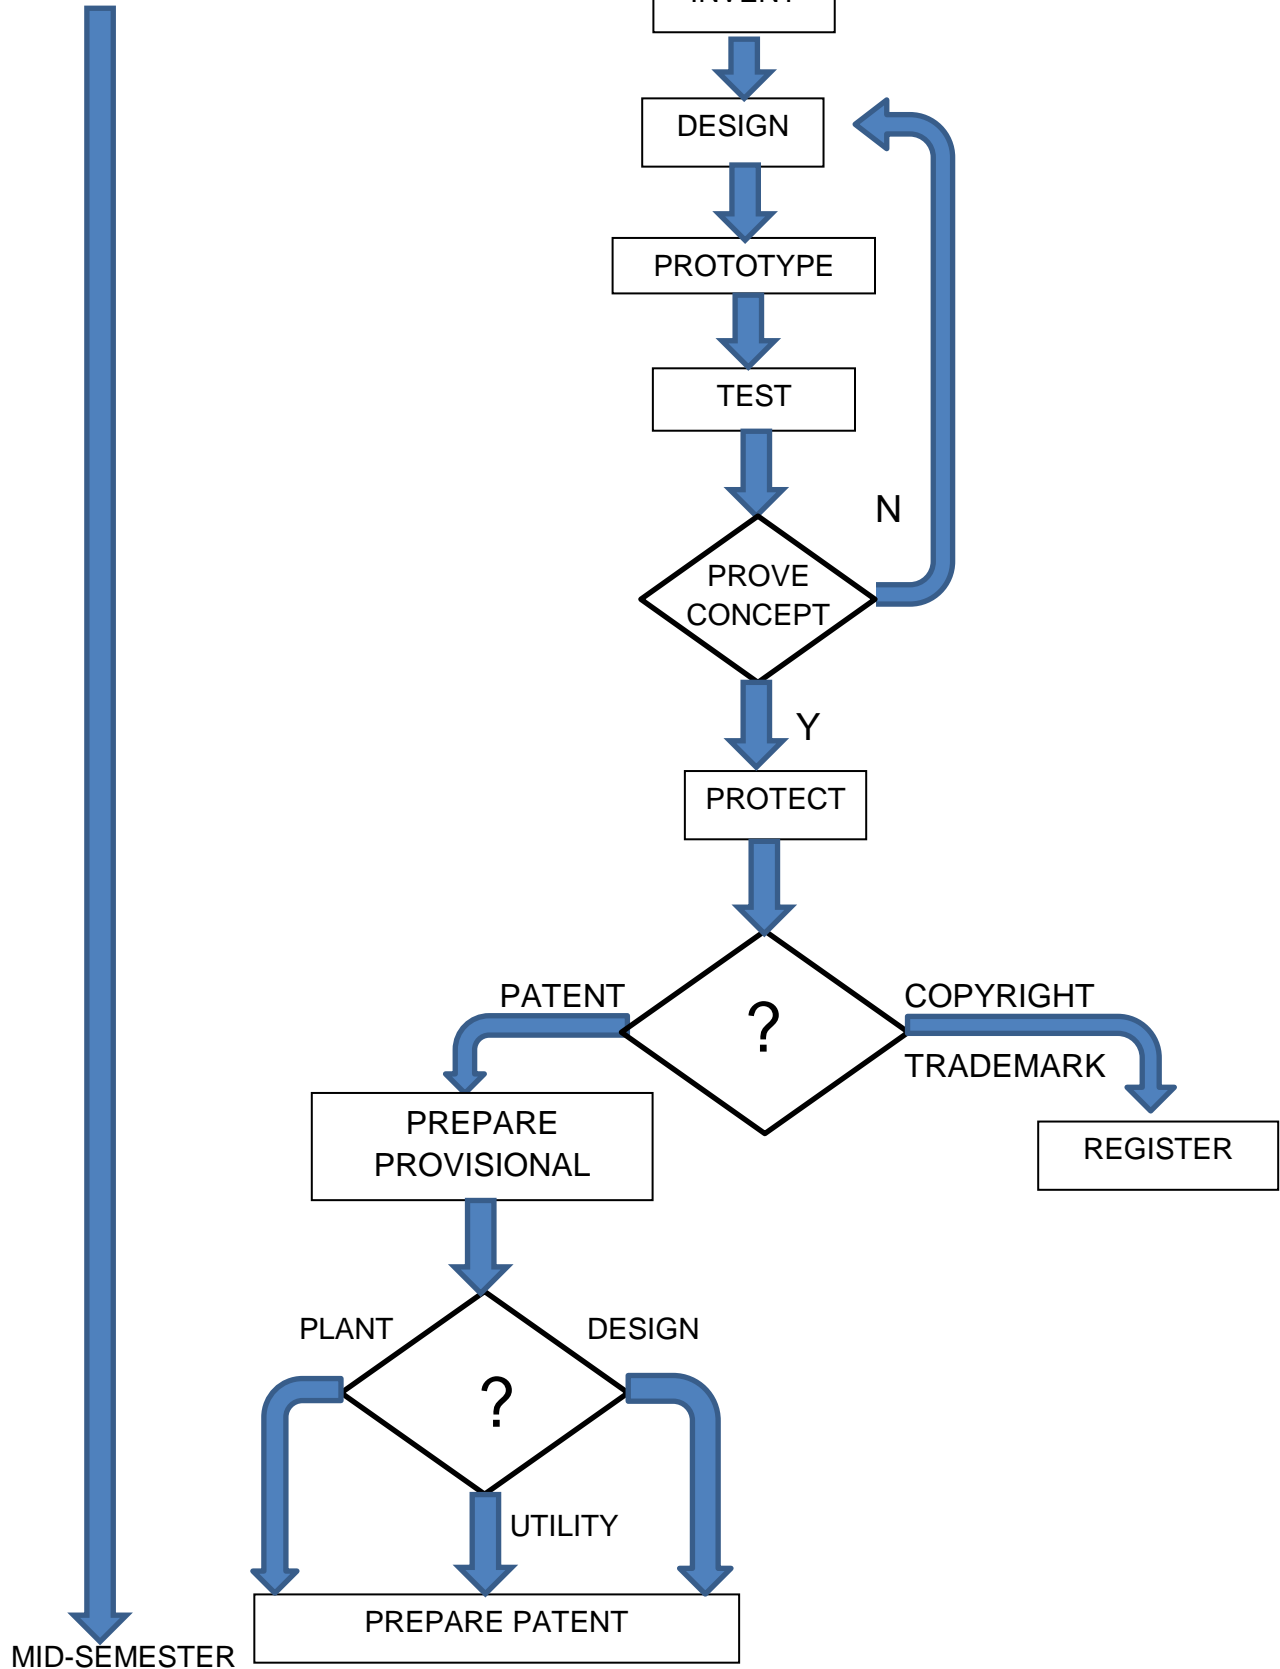 DESIGN
PROTOTYPE
TEST
N
PROVE
CONCEPT
Y
PROTECT
PATENT
COPYRIGHT
?
TRADEMARK
PREPARE
PROVISIONAL
REGISTER
PLANT
DESIGN
?
UTILITY
PREPARE PATENT
MID-SEMESTER